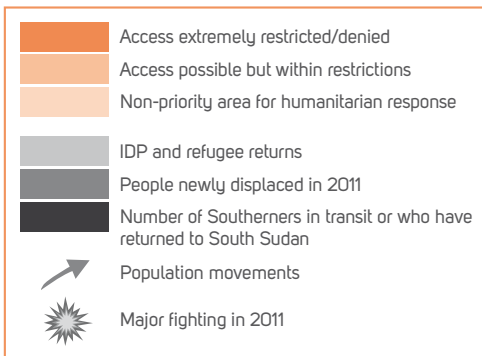 Access extremely restricted/denied
Access possible but within restrictions
Non-priority area for humanitarian response
IDP and refugee returns
People newly displaced in 2011
Number of Southerners in transit or who have
returned to South Sudan
Population movements
Major fighting in 2011